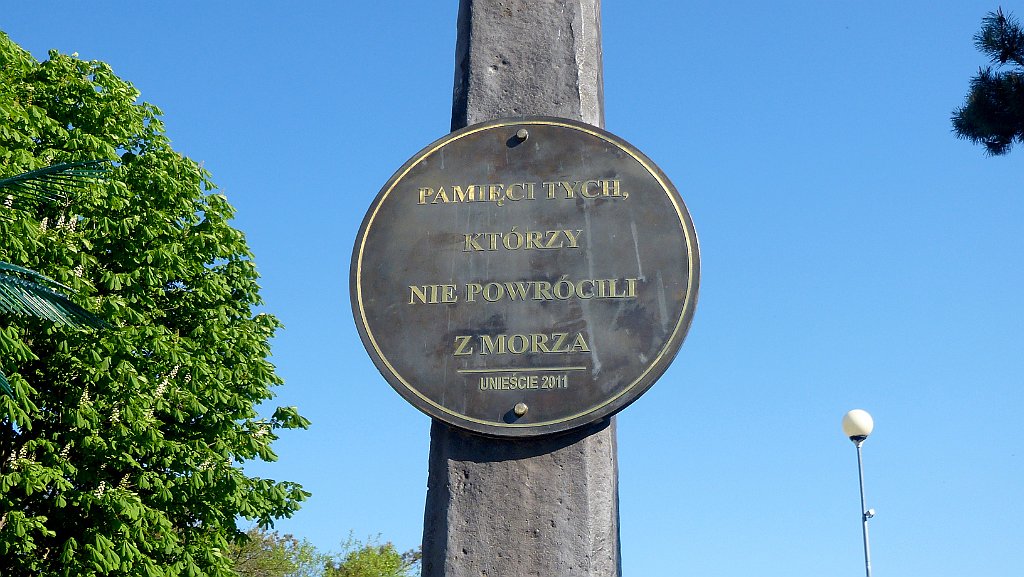 PAMIĘCI TYCH,
KTÓRZY
NIE POWRÓCILI
Z MORZA
UNIEŚCIE 2011